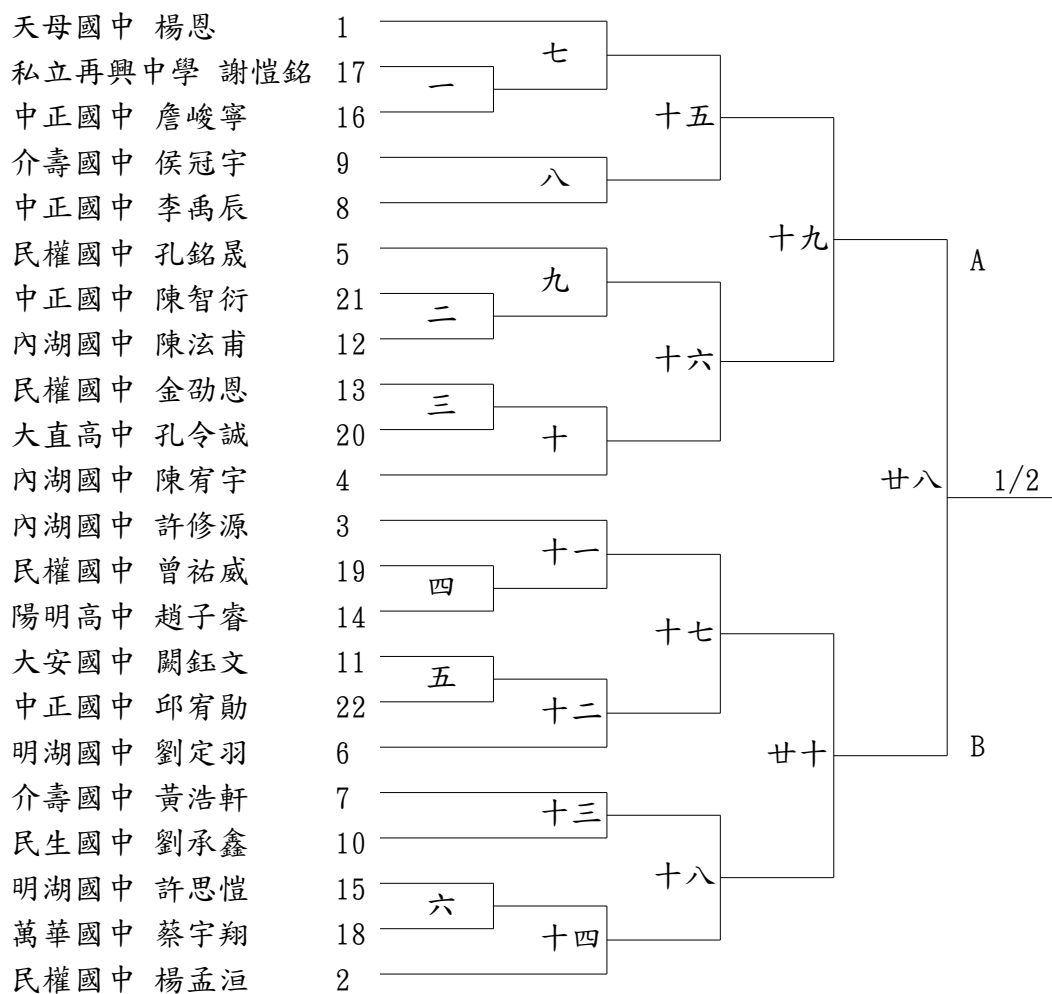 天母國中 楊恩 1
七
私立再興中學 謝愷銘 17
一
中正國中 詹峻寧 16
十五
介壽國中 侯冠宇 9
八
中正國中 李禹辰 8
十九
民權國中 孔銘晟 5
A
九
中正國中 陳智衍 21
二
內湖國中 陳泫甫 12
十六
民權國中 金劭恩 13
三
大直高中 孔令誠 20
十
內湖國中 陳宥宇 4
廿八 1/2
內湖國中 許修源 3
十一
民權國中 曾祐威 19
四
陽明高中 趙子睿 14
十七
大安國中 闕鈺文 11
五
中正國中 邱宥勛 22
十二
明湖國中 劉定羽 6
廿十 B
介壽國中 黃浩軒 7
十三
民生國中 劉承鑫 10
十八
明湖國中 許思愷 15
六
萬華國中 蔡宇翔 18
十四
民權國中 楊孟洹 2